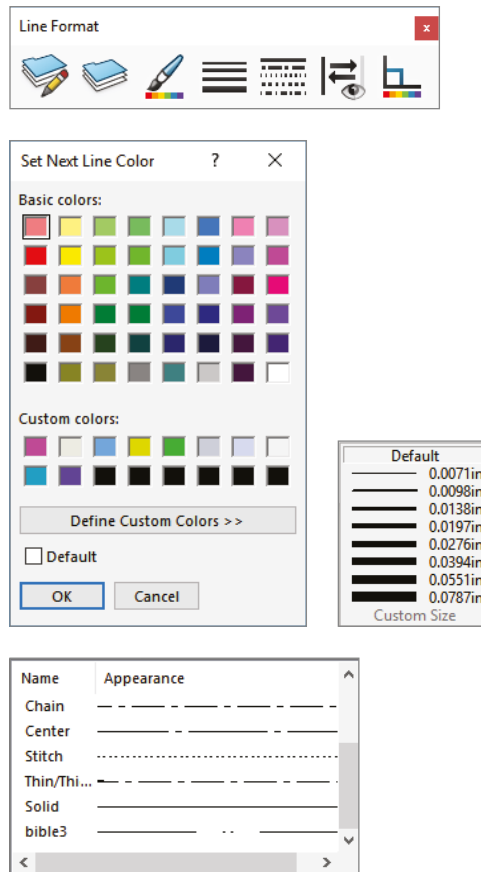 Line Format
x
Set Next Line Color ?
Basic colors:
Custom colors:
Define Custom Colors >>
Default
OK Cancel
Default
0.0071in
0.0098in
0.0138in
0.0197in
0.0276in
0.0394in
0.0551in
0.0787in
Custom Size
Name Appearance
Chain
Center
Stitch
Thin/Thi...
Solid
bible3